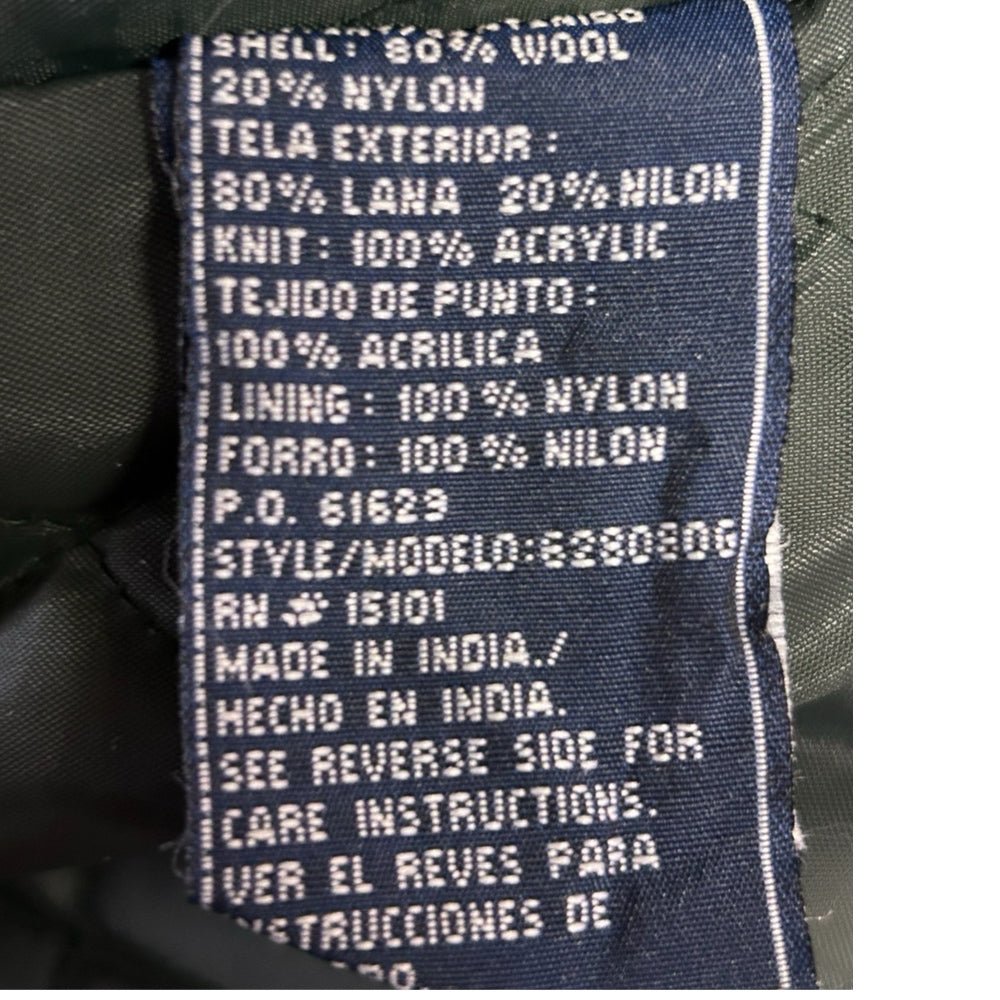 SHELL: 80% WOOL
20% NYLON
TELA EXTERIOR:
80% LANA 20% NILON
KNIT: 100% ACRYLIC
TEJIDO DE PUNTO:
100% ACRILICA
LINING: 100% NYLON
FORRO: 100% NILON
P.O. 61629
STYLE/MODELO:
RN # 15101
MADE IN INDIA./
HECHO EN INDIA.
SEE REVERSE SIDE FOR
CARE INSTRUCTIONS.
VER EL REVES PARA
INSTRUCCIONES DE